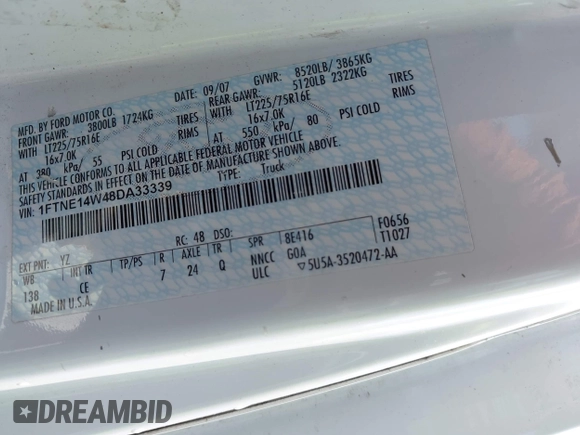 MFD. BY FORD MOTOR CO.
DATE: 09/07 GVWR: 8520LB/ 3865KG
FRONT GAWR: 3800LB 1724KG REAR GAWR: 5120LB 2322KG
WITH LT225/75R16E TIRES WITH LT225/75R16E TIRES
16x7.0K RIMS 16x7.0K RIMS
AT 380 kPa/ 55 PSI COLD AT 550 kPa/ 80 PSI COLD
THIS VEHICLE CONFORMS TO ALL APPLICABLE FEDERAL MOTOR VEHICLE
SAFETY STANDARDS IN EFFECT ON THE DATE OF MANUFACTURE SHOWN ABOVE.
VIN: 1FTNE14W48DA33339 TYPE: Truck
F0656
T1027
EXT PNT: YZ RC: 48 DSO:
WB INT TR TP/PS R AXLE TR SPR 8E416
138 CE 7 24 Q NNCC G0A
MADE IN U.S.A. ULC ▽5U5A-3520472-AA
DREAMBID